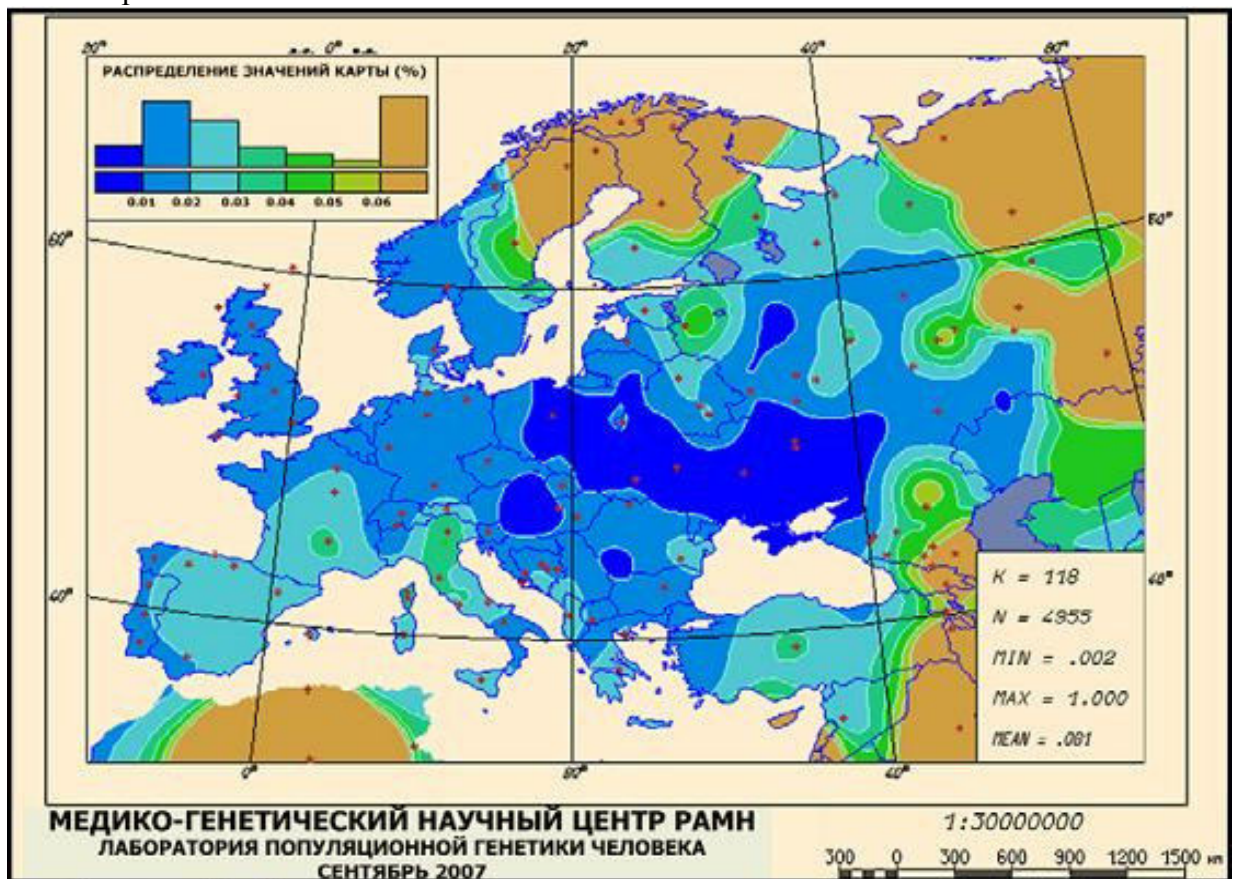 20° 0° 20° 40° 60°
РАСПРЕДЕЛЕНИЕ ЗНАЧЕНИЙ КАРТЫ (%)
0.01 0.02 0.03 0.04 0.05 0.06
60°
40°
40°
K = 118
N = 4955
MIN = .002
MAX = 1.000
MEAN = .081
0° 40°
МЕДИКО-ГЕНЕТИЧЕСКИЙ НАУЧНЫЙ ЦЕНТР РАМН
ЛАБОРАТОРИЯ ПОПУЛЯЦИОННОЙ ГЕНЕТИКИ ЧЕЛОВЕКА
СЕНТЯБРЬ 2007
1:30000000
300 0 300 600 900 1200 1500 км